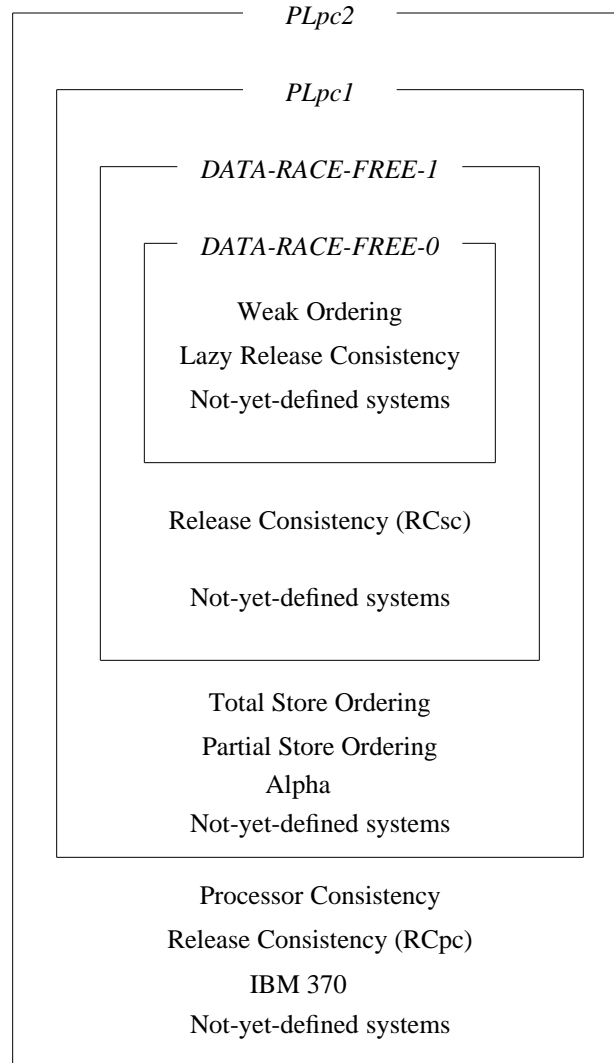 PLpc2
PLpc1
DATA-RACE-FREE-1
DATA-RACE-FREE-0
Weak Ordering
Lazy Release Consistency
Not-yet-defined systems
Release Consistency (RCsc)
Not-yet-defined systems
Total Store Ordering
Partial Store Ordering
Alpha
Not-yet-defined systems
Processor Consistency
Release Consistency (RCpc)
IBM 370
Not-yet-defined systems